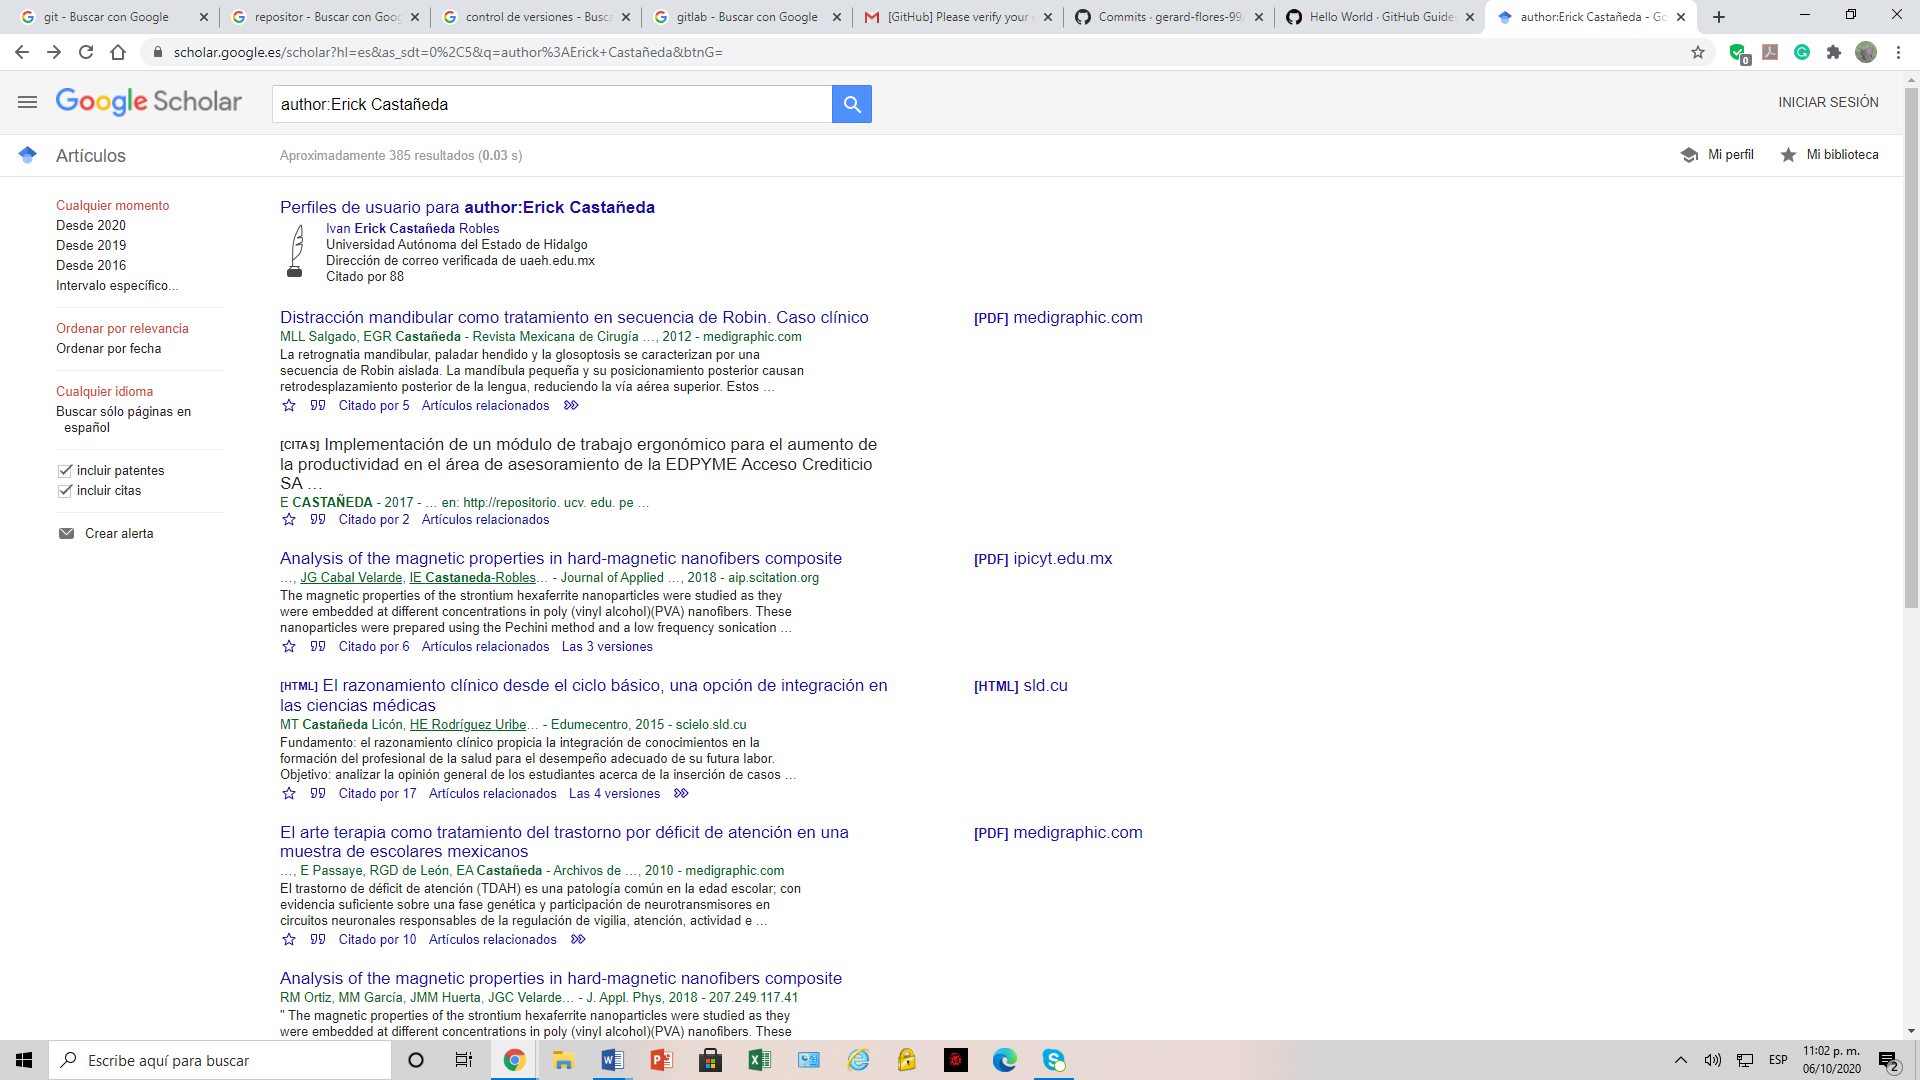 git - Buscar con Google
repositor - Buscar con Goog
control de versiones - Busca
gitlab - Buscar con Google
[GitHub] Please verify your
Commits · gerard-flores-99/
Hello World · GitHub Guides
author:Erick Castañeda - Go
scholar.google.es/scholar?hl=es&as_sdt=0%2C5&q=author%3AErick+Castañeda&btnG=
0
Google Scholar
author:Erick Castañeda
INICIAR SESIÓN
Artículos
Aproximadamente 385 resultados (0.03 s)
Mi perfil
Mi biblioteca
Cualquier momento
Desde 2020
Desde 2019
Desde 2016
Intervalo específico...
Ordenar por relevancia
Ordenar por fecha
Cualquier idioma
Buscar sólo páginas en
español
incluir patentes
incluir citas
Crear alerta
Perfiles de usuario para author:Erick Castañeda
Ivan Erick Castañeda Robles
Universidad Autónoma del Estado de Hidalgo
Dirección de correo verificada de uaeh.edu.mx
Citado por 88
Distracción mandibular como tratamiento en secuencia de Robin. Caso clínico
[PDF] medigraphic.com
MLL Salgado, EGR Castañeda - Revista Mexicana de Cirugía …, 2012 - medigraphic.com
La retrognatia mandibular, paladar hendido y la glosoptosis se caracterizan por una
secuencia de Robin aislada. La mandíbula pequeña y su posicionamiento posterior causan
retrodesplazamiento posterior de la lengua, reduciendo la vía aérea superior. Estos …
Citado por 5 Artículos relacionados
[CITAS] Implementación de un módulo de trabajo ergonómico para el aumento de
la productividad en el área de asesoramiento de la EDPYME Acceso Crediticio
SA …
E CASTAÑEDA - 2017 - … en: http://repositorio. ucv. edu. pe …
Citado por 2 Artículos relacionados
Analysis of the magnetic properties in hard-magnetic nanofibers composite
[PDF] ipicyt.edu.mx
…, JG Cabal Velarde, IE Castaneda-Robles… - Journal of Applied …, 2018 - aip.scitation.org
The magnetic properties of the strontium hexaferrite nanoparticles were studied as they
were embedded at different concentrations in poly (vinyl alcohol)(PVA) nanofibers. These
nanoparticles were prepared using the Pechini method and a low frequency sonication …
Citado por 6 Artículos relacionados Las 3 versiones
[HTML] El razonamiento clínico desde el ciclo básico, una opción de integración en
las ciencias médicas
[HTML] sld.cu
MT Castañeda Licón, HE Rodríguez Uribe… - Edumecentro, 2015 - scielo.sld.cu
Fundamento: el razonamiento clínico propicia la integración de conocimientos en la
formación del profesional de la salud para el desempeño adecuado de su futura labor.
Objetivo: analizar la opinión general de los estudiantes acerca de la inserción de casos …
Citado por 17 Artículos relacionados Las 4 versiones
El arte terapia como tratamiento del trastorno por déficit de atención en una
muestra de escolares mexicanos
[PDF] medigraphic.com
…, E Passaye, RGD de León, EA Castañeda - Archivos de …, 2010 - medigraphic.com
El trastorno de déficit de atención (TDAH) es una patología común en la edad escolar; con
evidencia suficiente sobre una fase genética y participación de neurotransmisores en
circuitos neuronales responsables de la regulación de vigilia, atención, actividad e …
Citado por 10 Artículos relacionados
Analysis of the magnetic properties in hard-magnetic nanofibers composite
RM Ortiz, MM García, JMM Huerta, JGC Velarde… - J. Appl. Phys, 2018 - 207.249.117.41
" The magnetic properties of the strontium hexaferrite nanoparticles were studied as they
were embedded at different concentrations in poly (vinyl alcohol)(PVA) nanofibers. These
Escribe aquí para buscar
ESP
11:02 p. m.
06/10/2020
2